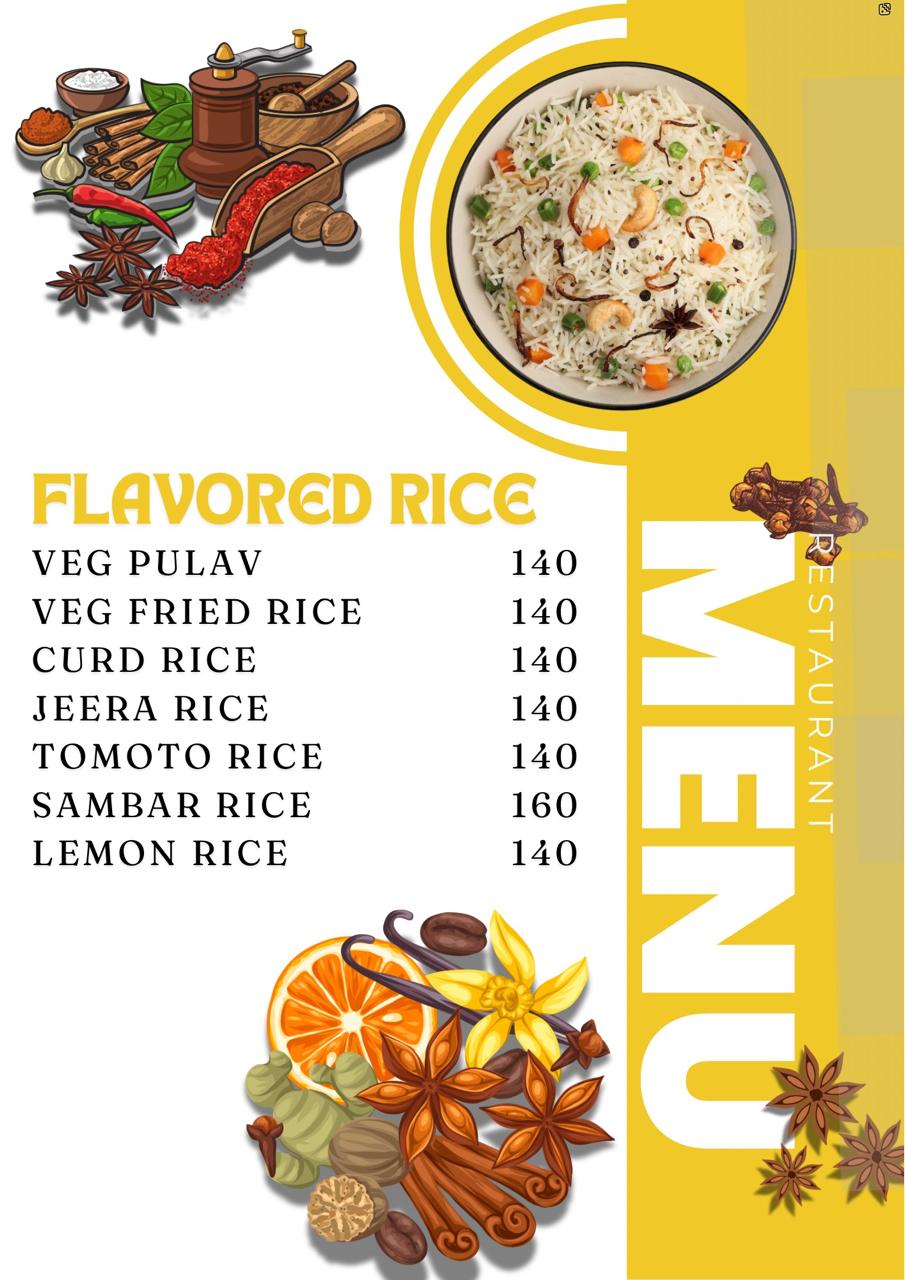 FLAVORED RICE
VEG PULAV 140
VEG FRIED RICE 140
CURD RICE 140
JEERA RICE 140
TOMOTO RICE 140
SAMBAR RICE 160
LEMON RICE 140
RESTAURANT
MENU